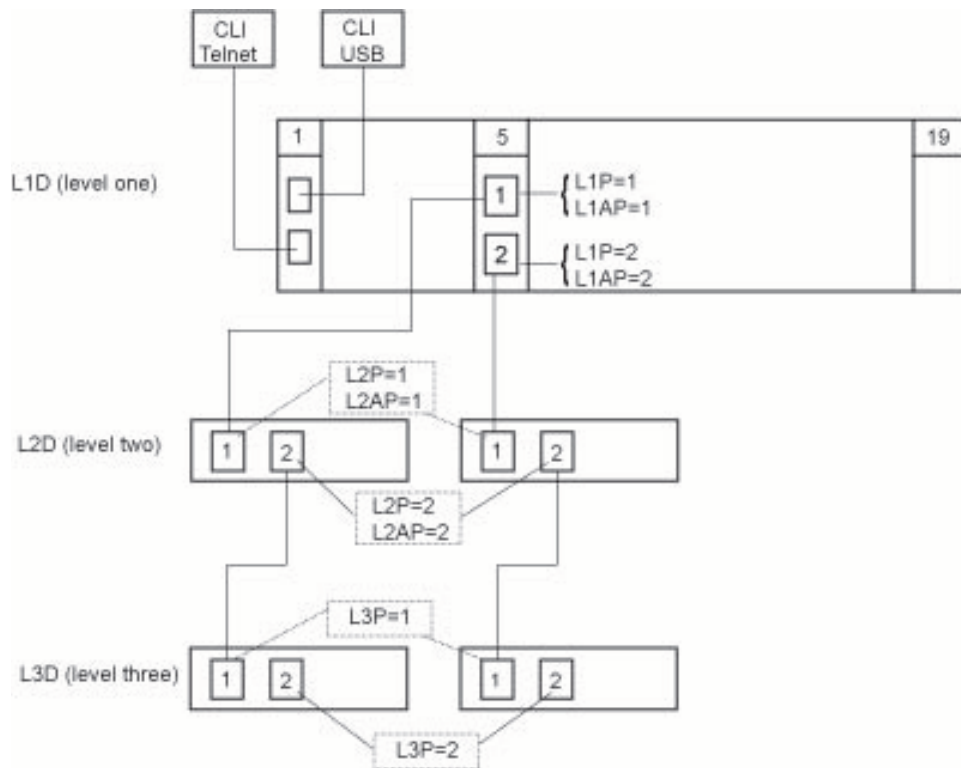 CLI
Telnet
CLI
USB
1
5
19
L1D (level one)
1
L1P=1
L1AP=1
2
L1P=2
L1AP=2
L2P=1
L2AP=1
L2D (level two)
1
2
1
2
L2P=2
L2AP=2
L3P=1
L3D (level three)
1
2
1
2
L3P=2